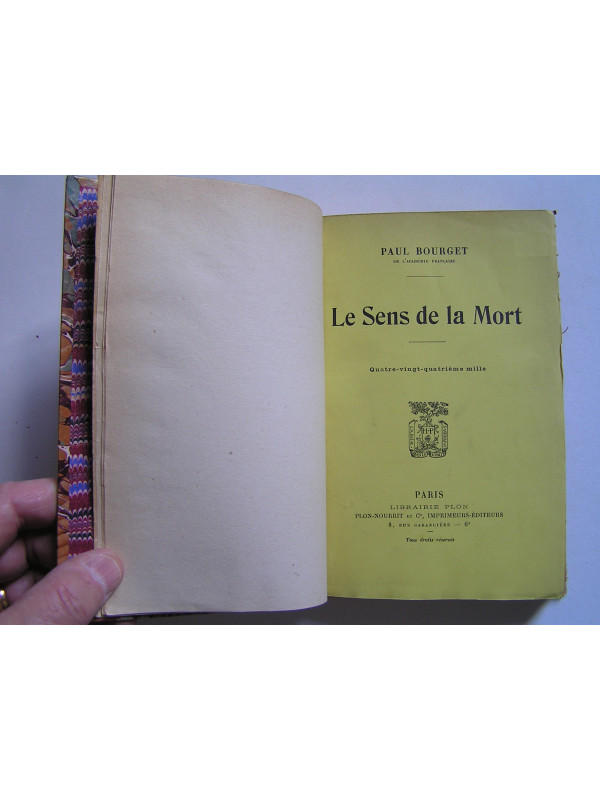 PAUL BOURGET
DE L'ACADÉMIE FRANÇAISE
Le Sens de la Mort
Quatre-vingt-quatrième mille
PARIS
LIBRAIRIE PLON
PLON-NOURRIT ET Cie, IMPRIMEURS-ÉDITEURS
8, RUE GARANCIÈRE — 6e
Tous droits réservés